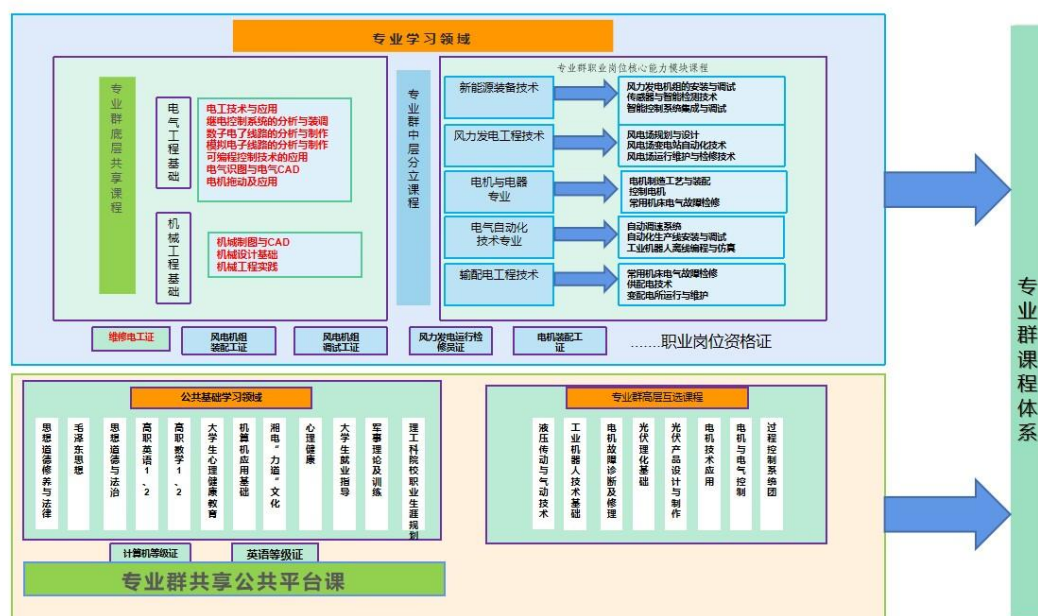 专业学习领域
专业群底层共享课程
电气工程基础
电工技术与应用
继电控制系统的分析与装调
数子电了线路的分析与制作
模拟电子线路的分析与制作
可编程控制技术的应用
电气识图与电气CAD
电机拖动及应用
机械工程基础
机城制图与CAD
机械设计基础
机械工程实践
专业群中层分立课程
专业群职业岗位核心能力模块课程
新能源装备技术
风力发电机组的安装与调试
传感器与智能检测技术
智能控制系统集成与调试
风力发电工程技术
风电场规划与设计
风电场变电站自动化技术
风电场运行维护与检修技术
电机与电器
专业
电机制造工艺与装配
控制电机
常用机床电气故障检修
电气自动化
技术专业
自动调速系统
自动化生产线安装与调试
工业机器人离线编程与仿真
输配电工程技术
常用机床电气故障检修
供配电技术
变配电所运行与维护
维修电工证
风电机组
装配工证
风电机组
调试工证
风力发电运行检
修员证
电机装配工
证
……职业岗位资格证
公共基础学习领域
思想道德修养与法律
毛泽东思想
思想道德与法治
高职英语1、2
高职数学1、2
大学生心理健康教育
机算机应用基础
湘电“力道”文化
心理健康
大学生就业指导
军事理论及训练
理工科院校职业生涯规划
计算机等级证
英语等级证
专业群共享公共平台课
专业群高层互选课程
液压传动与气动技术
工业机器人技术基础
电机故障诊断及修理
光伏理化基础
光伏产品设计与制作
电机技术应用
电机与电气控制
过程控制系统团
专业群课程体系